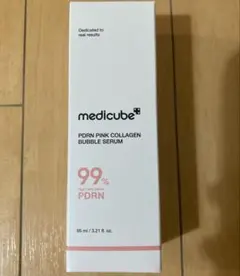 Dedicated to
real results
medicube
PDRN PINK COLLAGEN
BUBBLE SERUM
99%
PDRN
95 ml / 3.21 fl. oz.